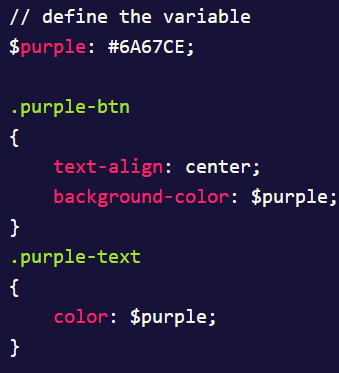 // define the variable
$purple: #6A67CE;
.purple-btn
{
text-align: center;
background-color: $purple;
}
.purple-text
{
color: $purple;
}